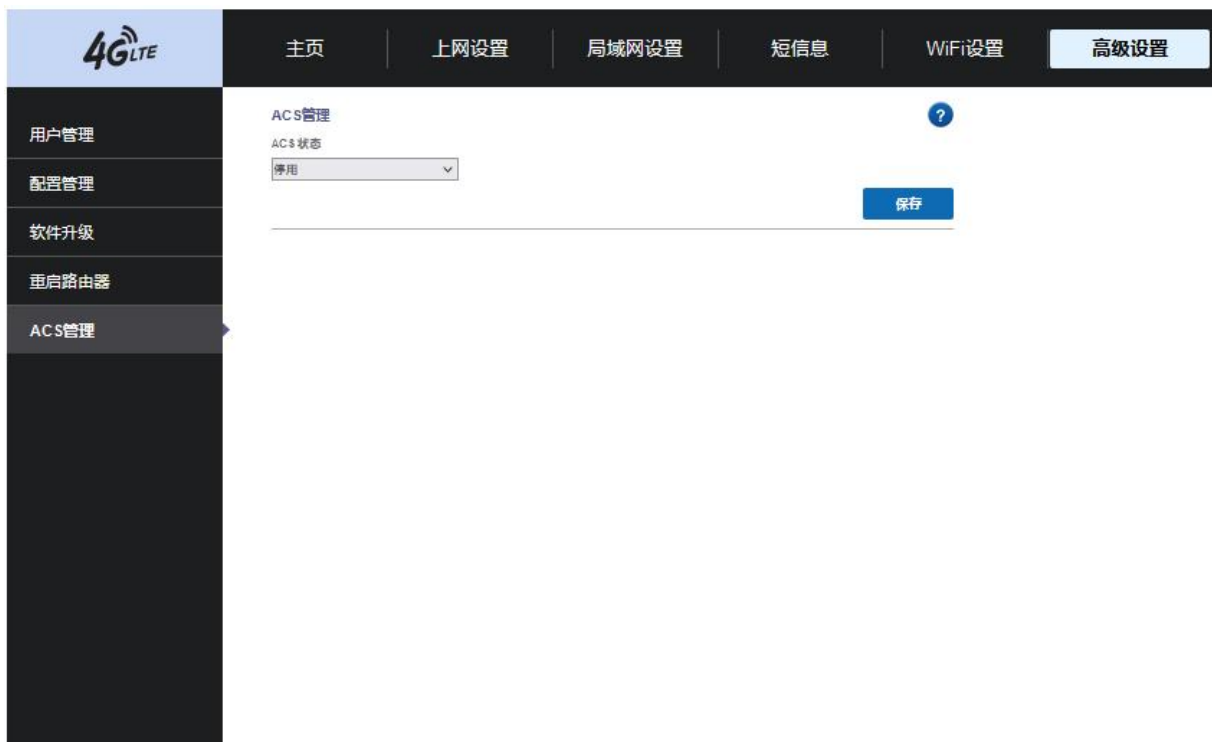 4G LTE
主页
上网设置
局域网设置
短信息
WiFi设置
高级设置
用户管理
配置管理
软件升级
重启路由器
ACS管理
ACS管理
?
ACS 状态
停用
保存